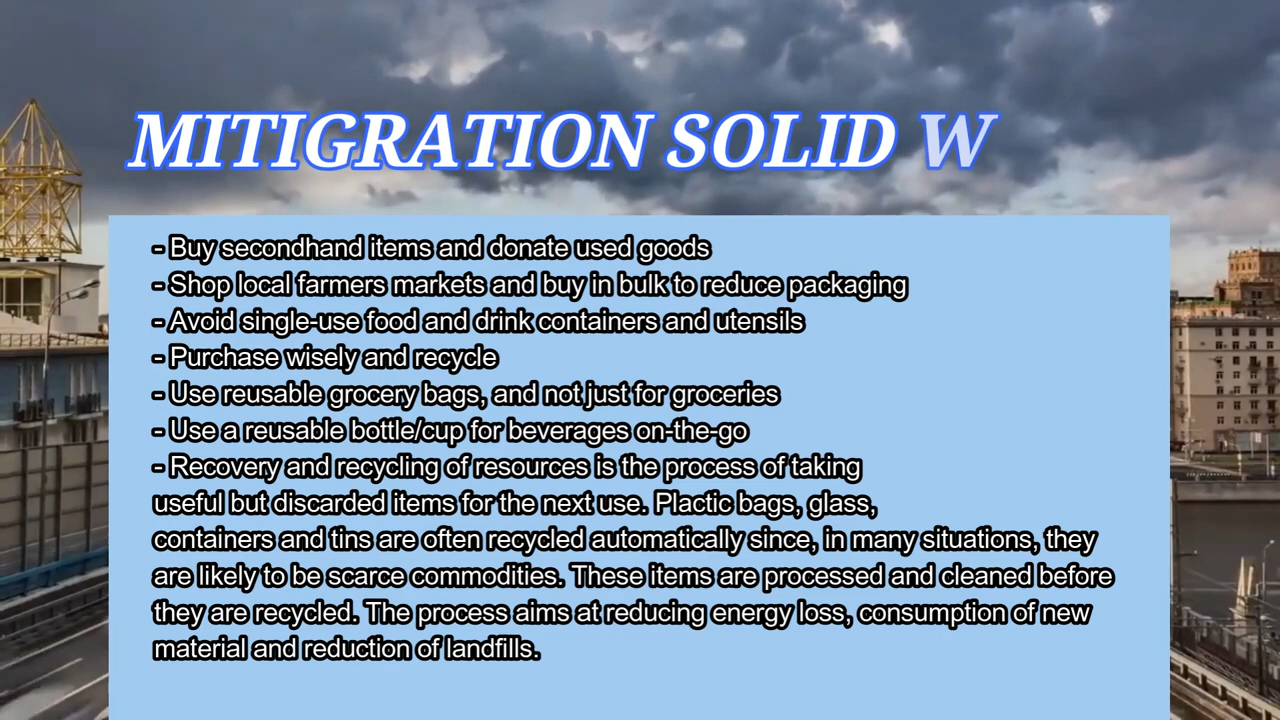 MITIGRATION SOLID W
- Buy secondhand items and donate used goods
- Shop local farmers markets and buy in bulk to reduce packaging
- Avoid single-use food and drink containers and utensils
- Purchase wisely and recycle
- Use reusable grocery bags, and not just for groceries
- Use a reusable bottle/cup for beverages on-the-go
- Recovery and recycling of resources is the process of taking
useful but discarded items for the next use. Plactic bags, glass,
containers and tins are often recycled automatically since, in many situations, they
are likely to be scarce commodities. These items are processed and cleaned before
they are recycled. The process aims at reducing energy loss, consumption of new
material and reduction of landfills.